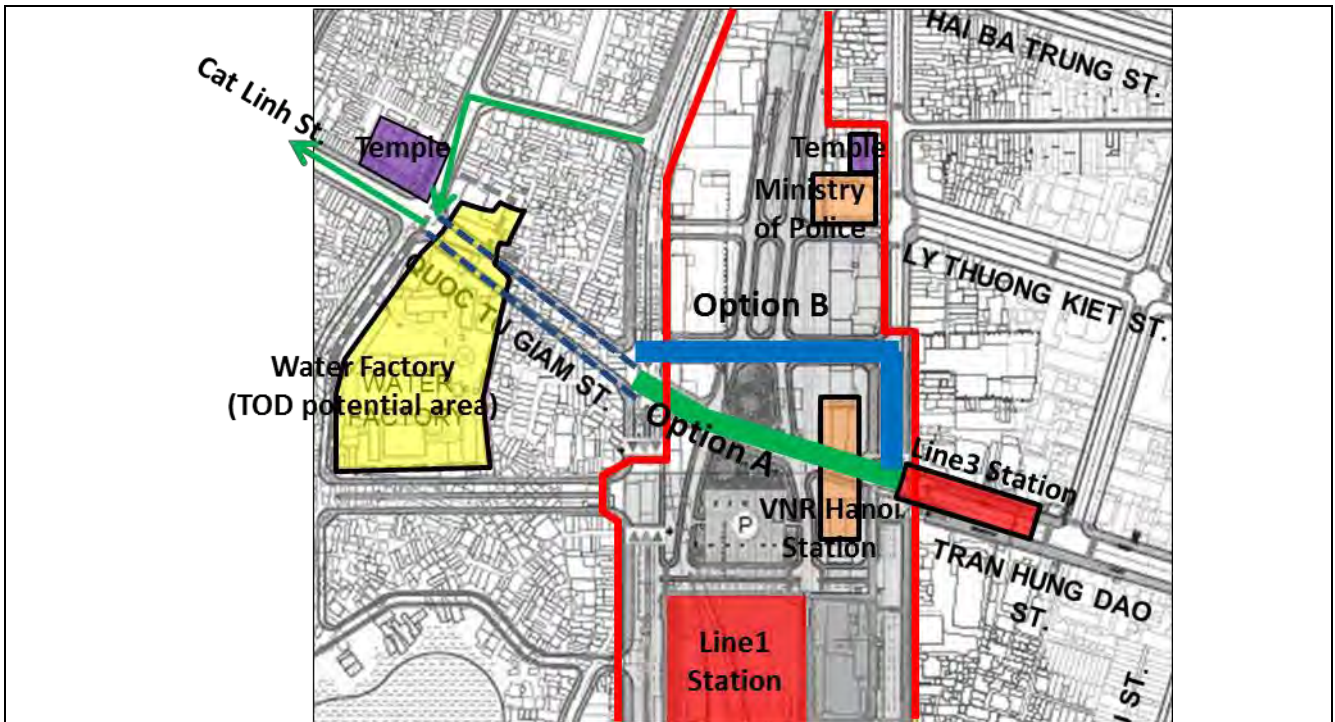 HAI BA TRUNG ST.
Cat Linh St.
Temple
Temple
Ministry
of Police
QUOC TU GIAM ST.
LY THUONG KIET ST.
Option B
Water Factory
(TOD potential area)
WATER
FACTORY
Option A
Line3 Station
P
VNR Hanoi
Station
TRAN HUNG DAO
ST.
Line1
Station
ST.